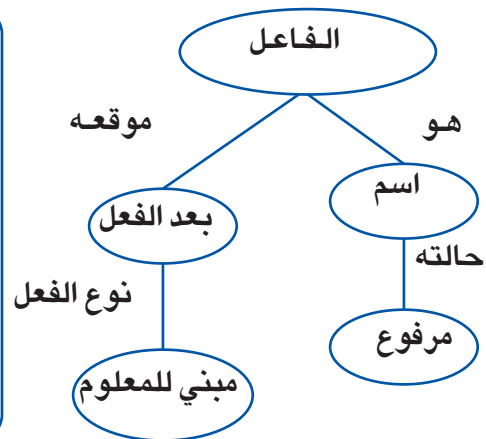 الفاعل
هو
موقعه
اسم
بعد الفعل
حالته
نوع الفعل
مرفوع
مبني للمعلوم